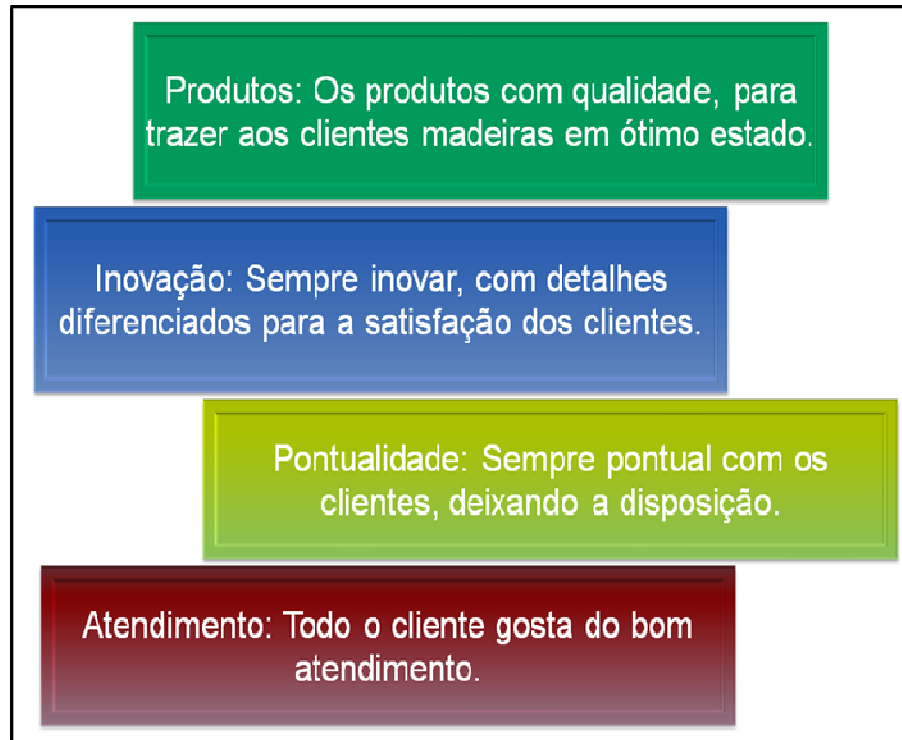 Produtos: Os produtos com qualidade, para
trazer aos clientes madeiras em ótimo estado.
Inovação: Sempre inovar, com detalhes
diferenciados para a satisfação dos clientes.
Pontualidade: Sempre pontual com os
clientes, deixando a disposição.
Atendimento: Todo o cliente gosta do bom
atendimento.